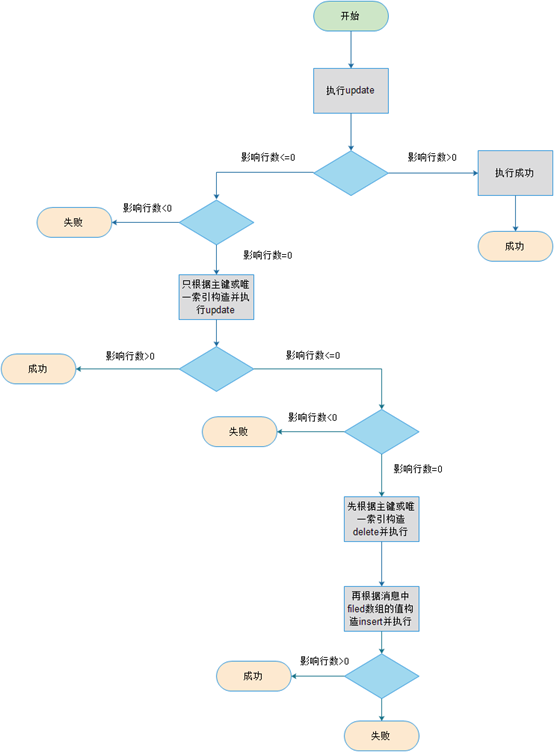 开始
执行update
影响行数<=0
影响行数>0
执行成功
影响行数<0
失败
成功
影响行数=0
只根据主键或唯
一索引构造并执
行update
影响行数>0
影响行数<=0
成功
影响行数<0
失败
影响行数=0
先根据主键或唯
一索引构造
delete并执行
再根据消息中
filed数组的值构
造insert并执行
影响行数>0
成功
失败